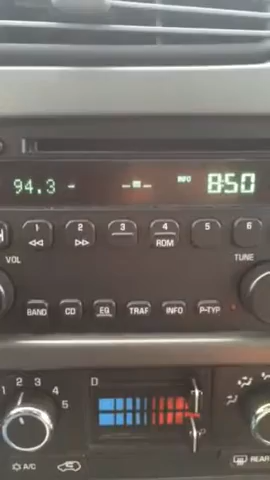 94.3 INFO 8:50
1 2 3 4 5 6
RDM
VOL TUNE
BAND CD EQ TRAF INFO P-TYP
1 2 3 4 5
D
A/C REAR